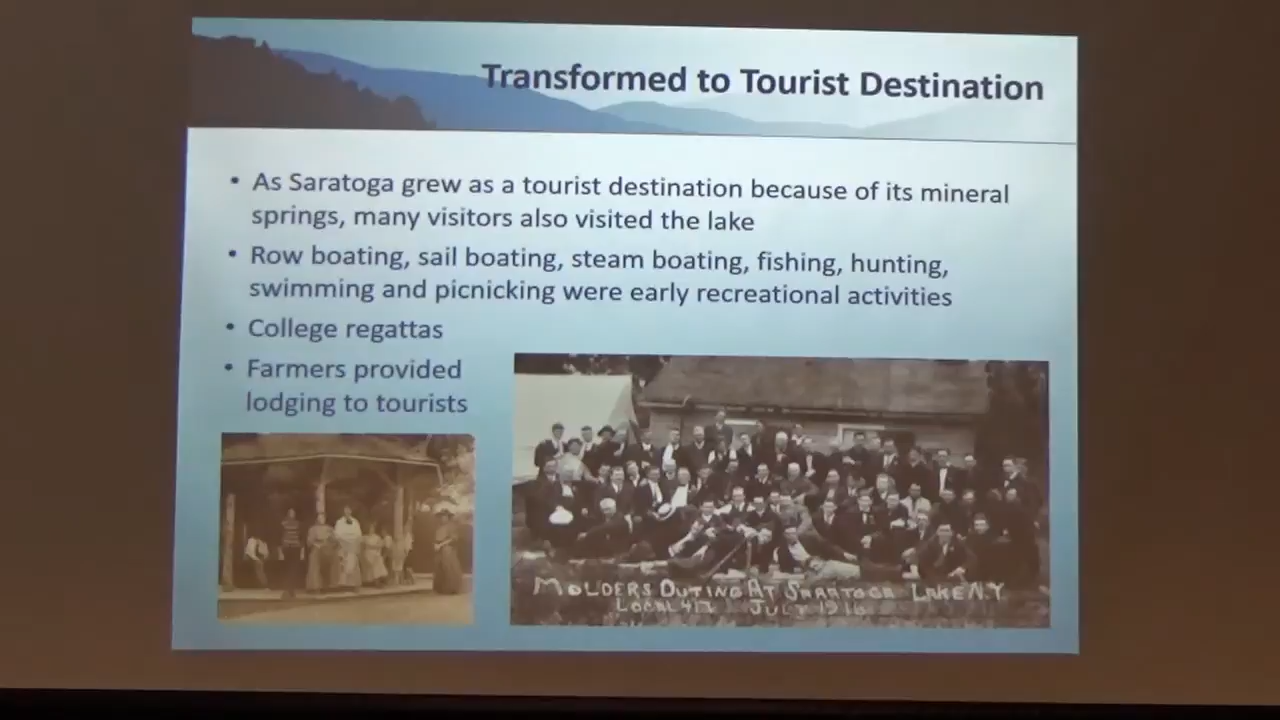 Transformed to Tourist Destination
• As Saratoga grew as a tourist destination because of its mineral
springs, many visitors also visited the lake
• Row boating, sail boating, steam boating, fishing, hunting,
swimming and picnicking were early recreational activities
• College regattas
• Farmers provided
lodging to tourists
MOLDERS OUTING AT SARATOGA LAKE N.Y.
LOCAL JULY